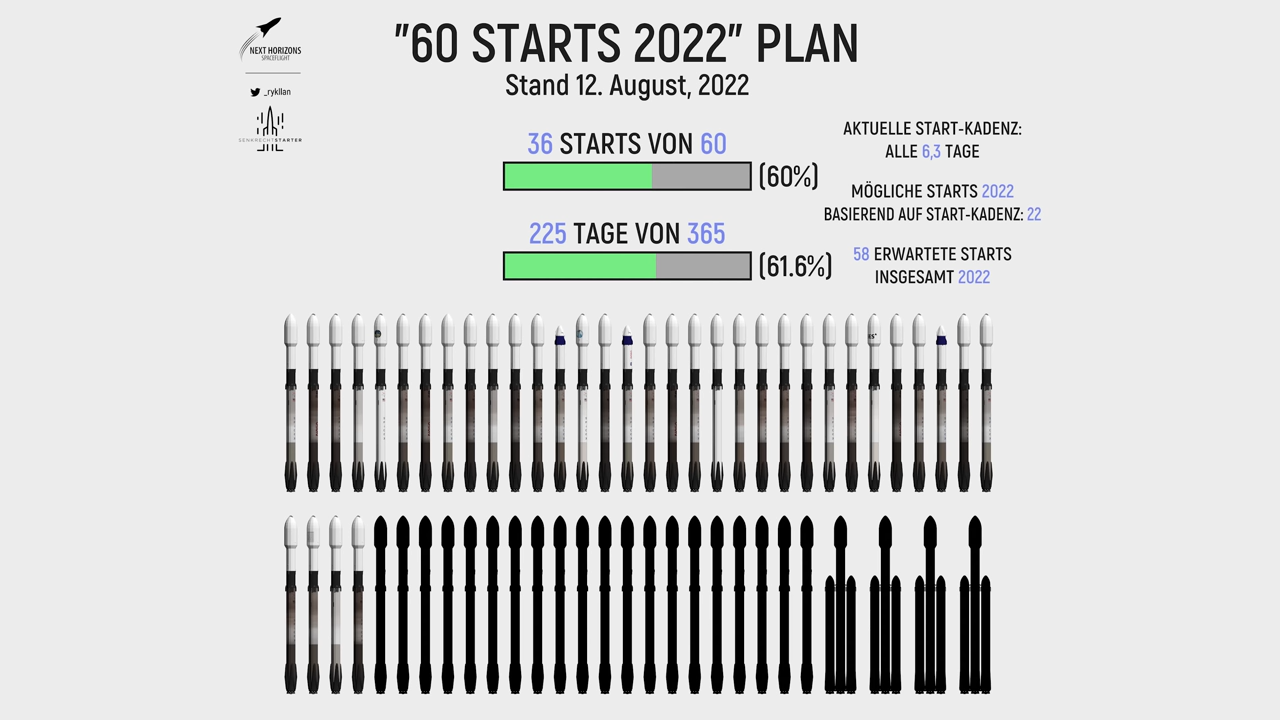 NEXT HORIZONS
SPACEFLIGHT
_rykllan
SENKRECHTSTARTER
"60 STARTS 2022" PLAN
Stand 12. August, 2022
36 STARTS VON 60
(60%)
225 TAGE VON 365
(61.6%)
AKTUELLE START-KADENZ:
ALLE 6,3 TAGE
MÖGLICHE STARTS 2022
BASIEREND AUF START-KADENZ: 22
58 ERWARTETE STARTS
INSGESAMT 2022